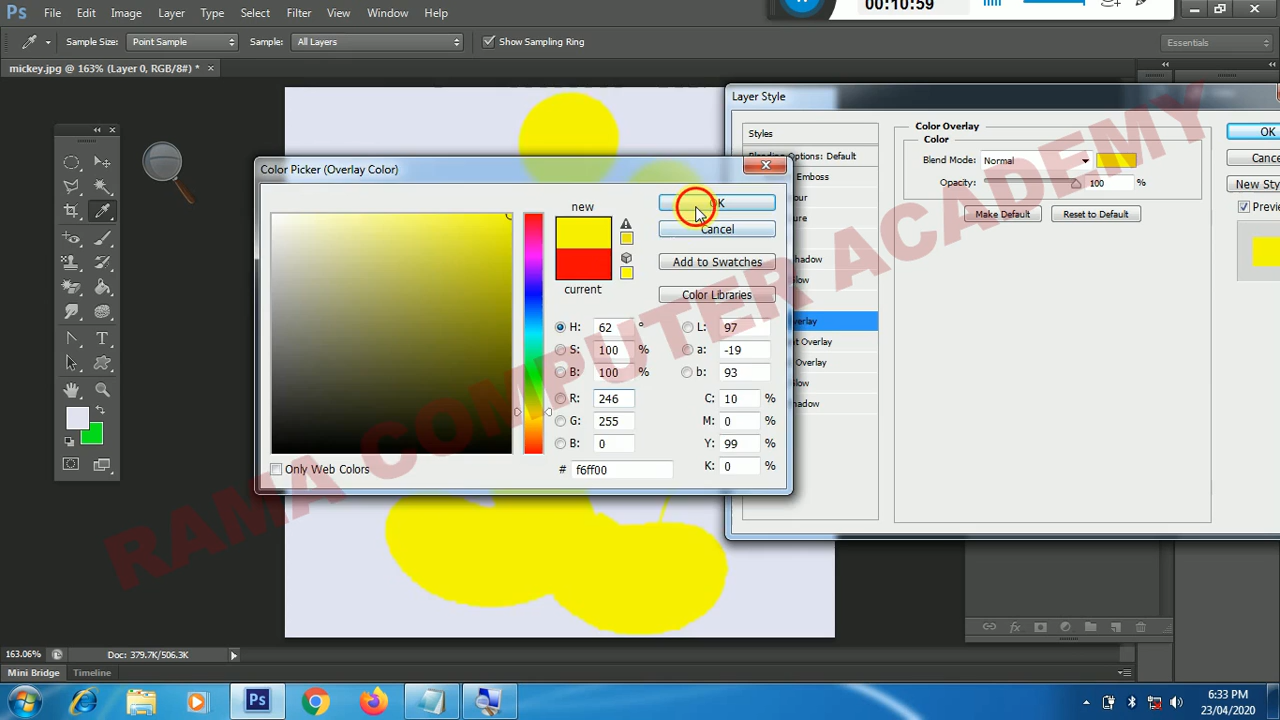 Ps File Edit Image Layer Type Select Filter View Window Help
00:10:59
Sample Size: Point Sample Sample: All Layers Show Sampling Ring
Essentials
mickey.jpg @ 163% (Layer 0, RGB/8#) *
Layer Style
Styles
Blending Options: Default
Emboss
Color Overlay
Color
Blend Mode: Normal
Opacity: 100 %
Make Default Reset to Default
OK
New Sty
Color Picker (Overlay Color)
new
current
OK
Cancel
Add to Swatches
Color Libraries
H: 62 °
S: 100 %
B: 100 %
R: 246
G: 255
B: 0
# f6ff00
L: 97
a: -19
b: 93
C: 10 %
M: 0 %
Y: 99 %
K: 0 %
Only Web Colors
RAMA COMPUTER ACADEMY
163.06% Doc: 379.7K/506.3K
Mini Bridge Timeline
Ps
6:33 PM
23/04/2020